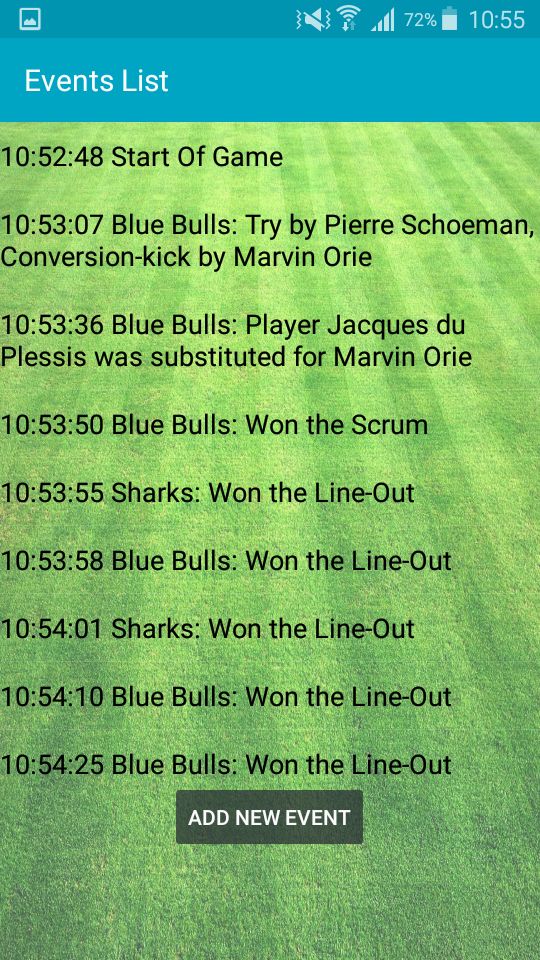 72% 10:55
Events List
10:52:48 Start Of Game
10:53:07 Blue Bulls: Try by Pierre Schoeman,
Conversion-kick by Marvin Orie
10:53:36 Blue Bulls: Player Jacques du
Plessis was substituted for Marvin Orie
10:53:50 Blue Bulls: Won the Scrum
10:53:55 Sharks: Won the Line-Out
10:53:58 Blue Bulls: Won the Line-Out
10:54:01 Sharks: Won the Line-Out
10:54:10 Blue Bulls: Won the Line-Out
10:54:25 Blue Bulls: Won the Line-Out
ADD NEW EVENT